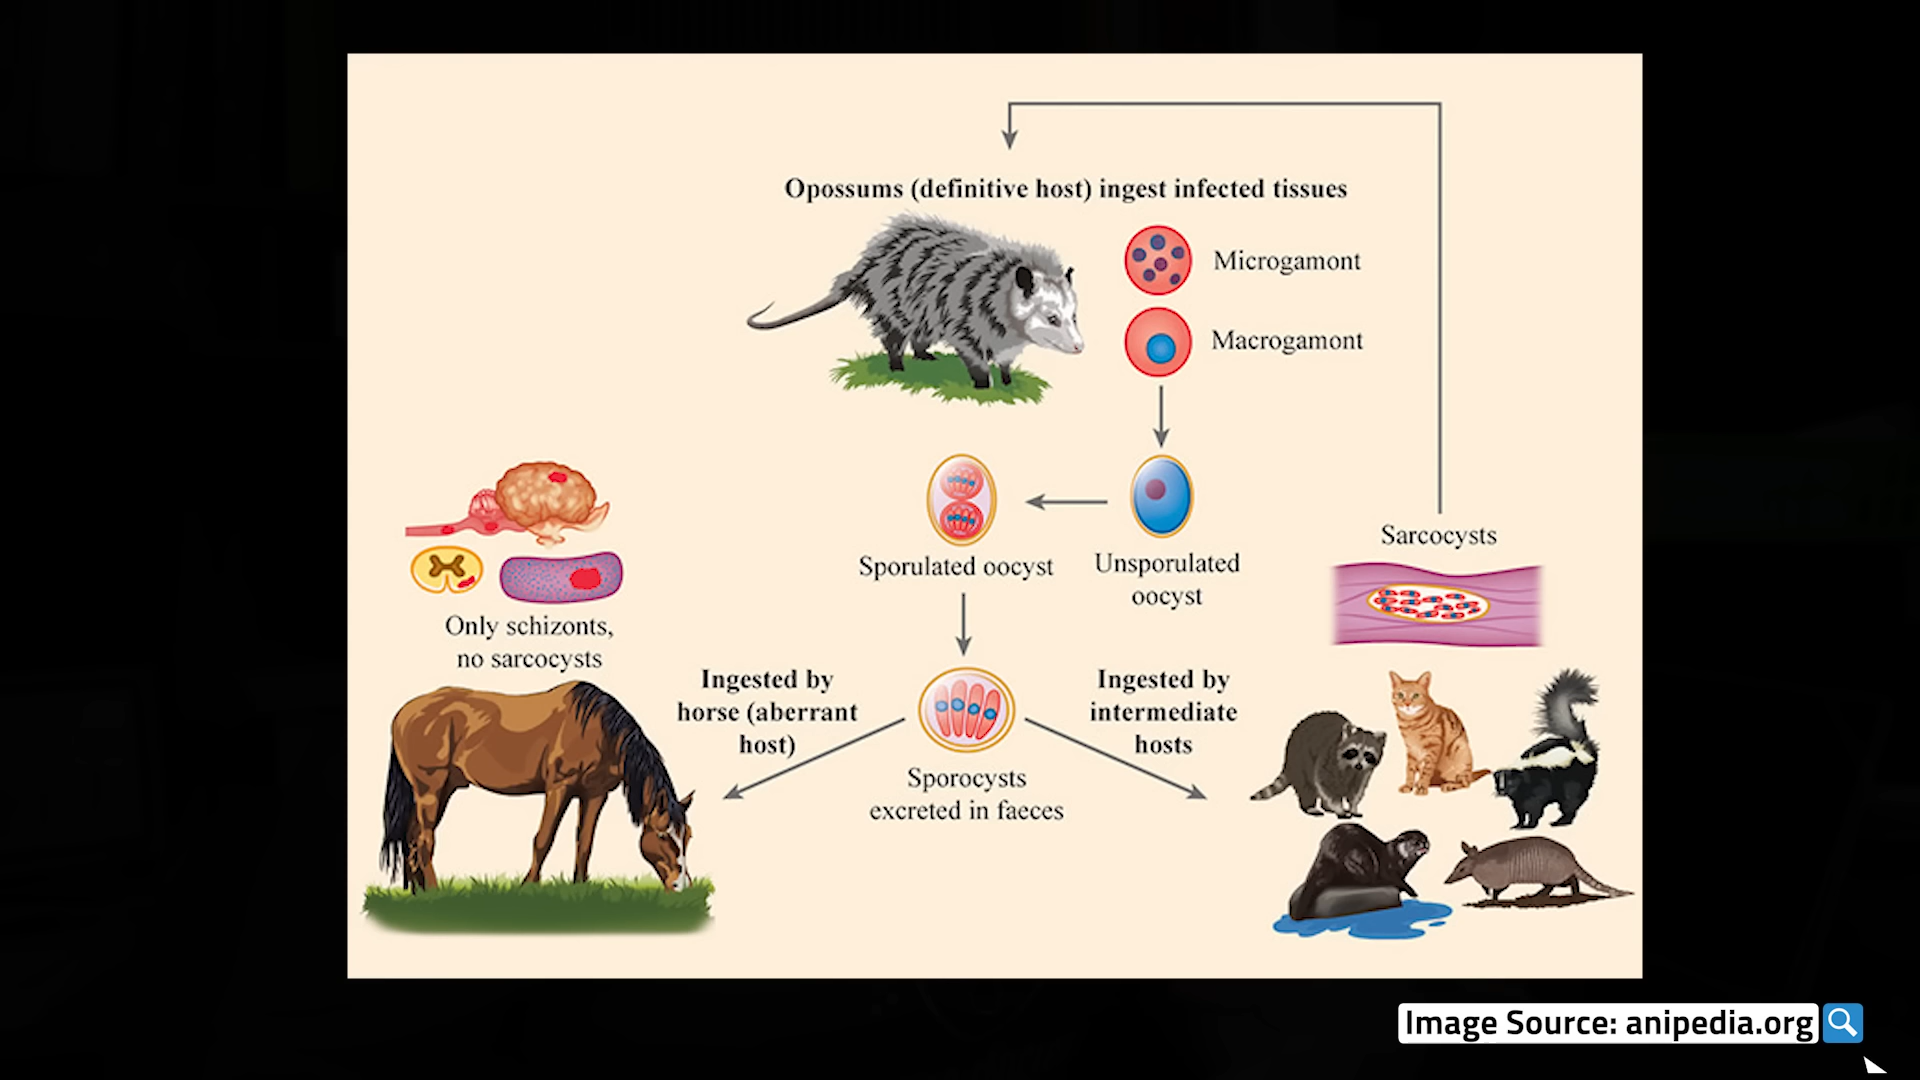 Opossums (definitive host) ingest infected tissues
Microgamont
Macrogamont
Sporulated oocyst
Unsporulated
oocyst
Sarcocysts
Only schizonts,
no sarcocysts
Ingested by
horse (aberrant
host)
Ingested by
intermediate
hosts
Sporocysts
excreted in faeces
Image Source: anipedia.org